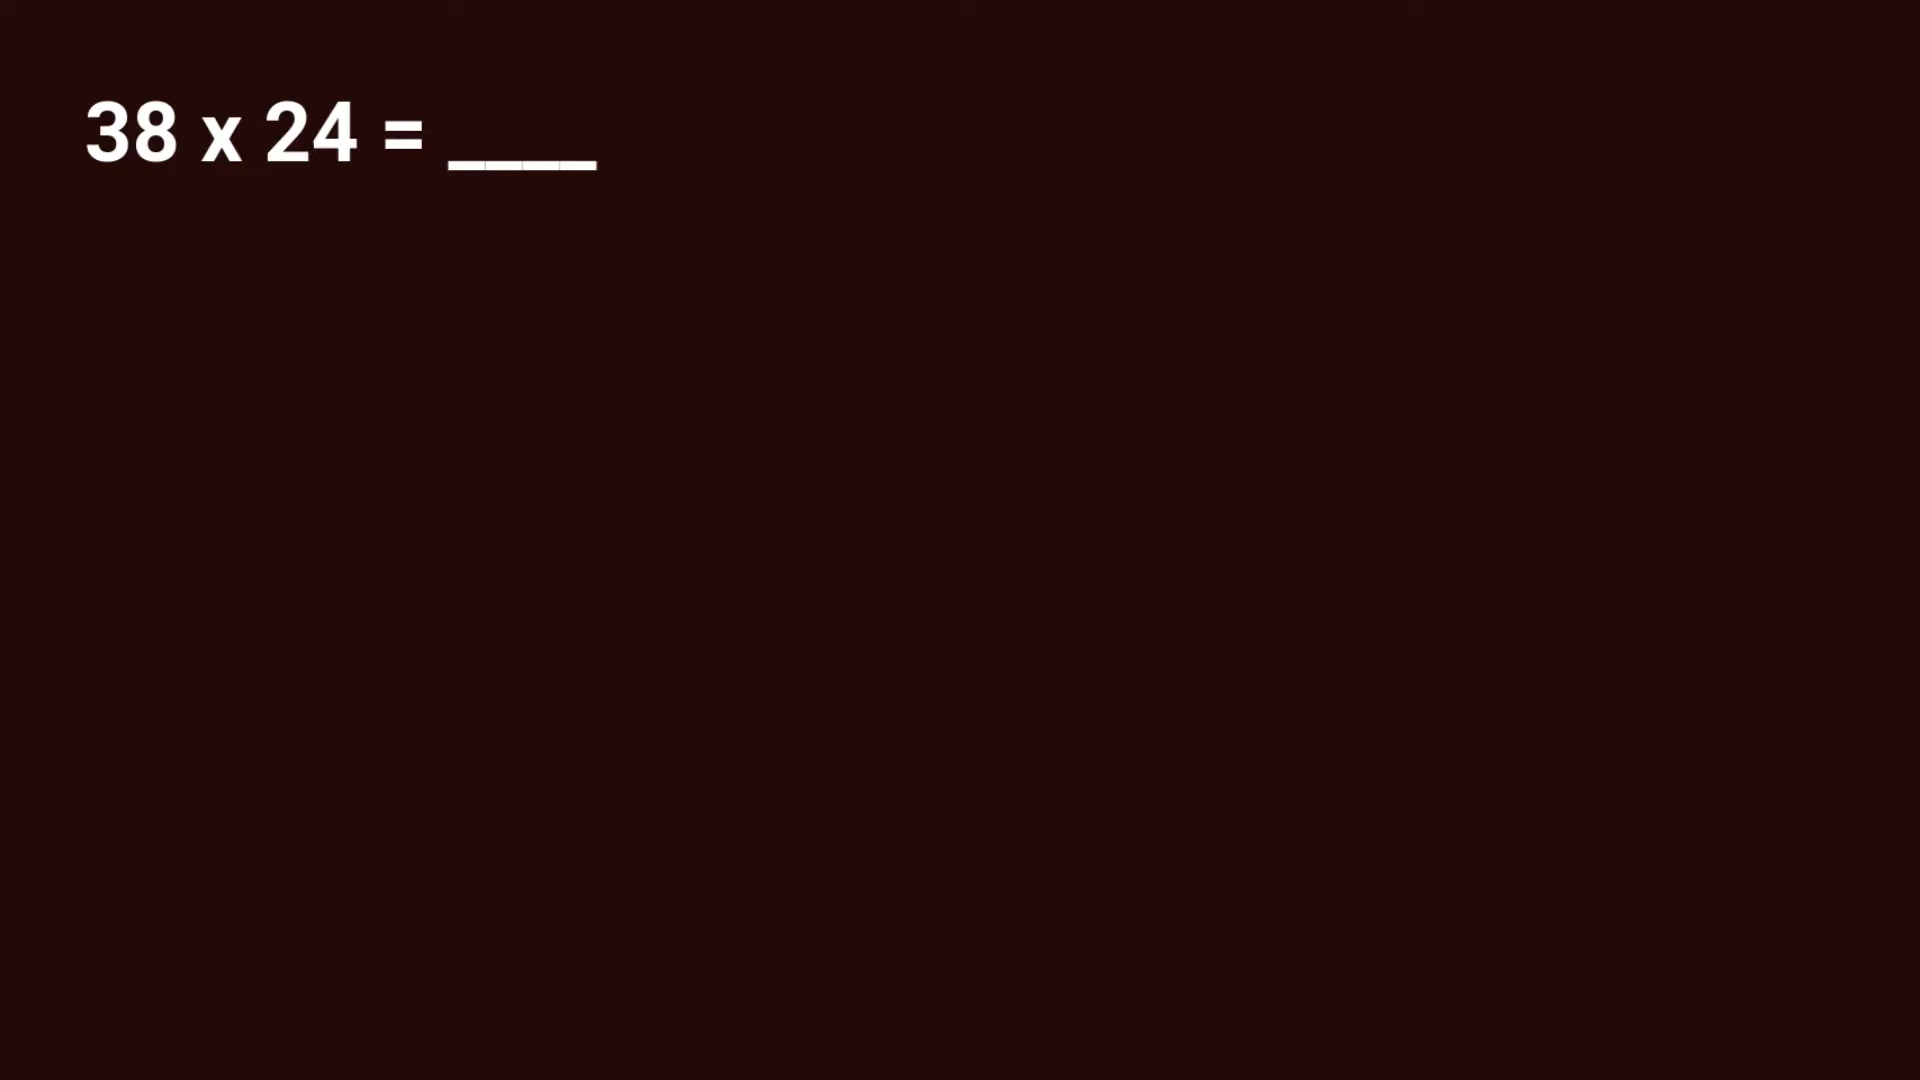 38 x 24 = ____